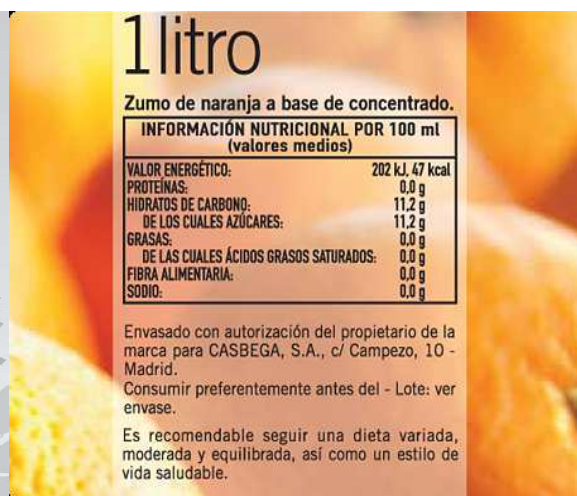 1 litro
Zumo de naranja a base de concentrado.
INFORMACIÓN NUTRICIONAL POR 100 ml
(valores medios)
VALOR ENERGÉTICO: 202 kJ, 47 kcal
PROTEÍNAS: 0,0 g
HIDRATOS DE CARBONO: 11,2 g
DE LOS CUALES AZÚCARES: 11,2 g
GRASAS: 0,0 g
DE LAS CUALES ÁCIDOS GRASOS SATURADOS: 0,0 g
FIBRA ALIMENTARIA: 0,0 g
SODIO: 0,0 g
Envasado con autorización del propietario de la
marca para CASBEGA, S.A., c/ Campezo, 10 -
Madrid.
Consumir preferentemente antes del - Lote: ver
envase.
Es recomendable seguir una dieta variada,
moderada y equilibrada, así como un estilo de
vida saludable.